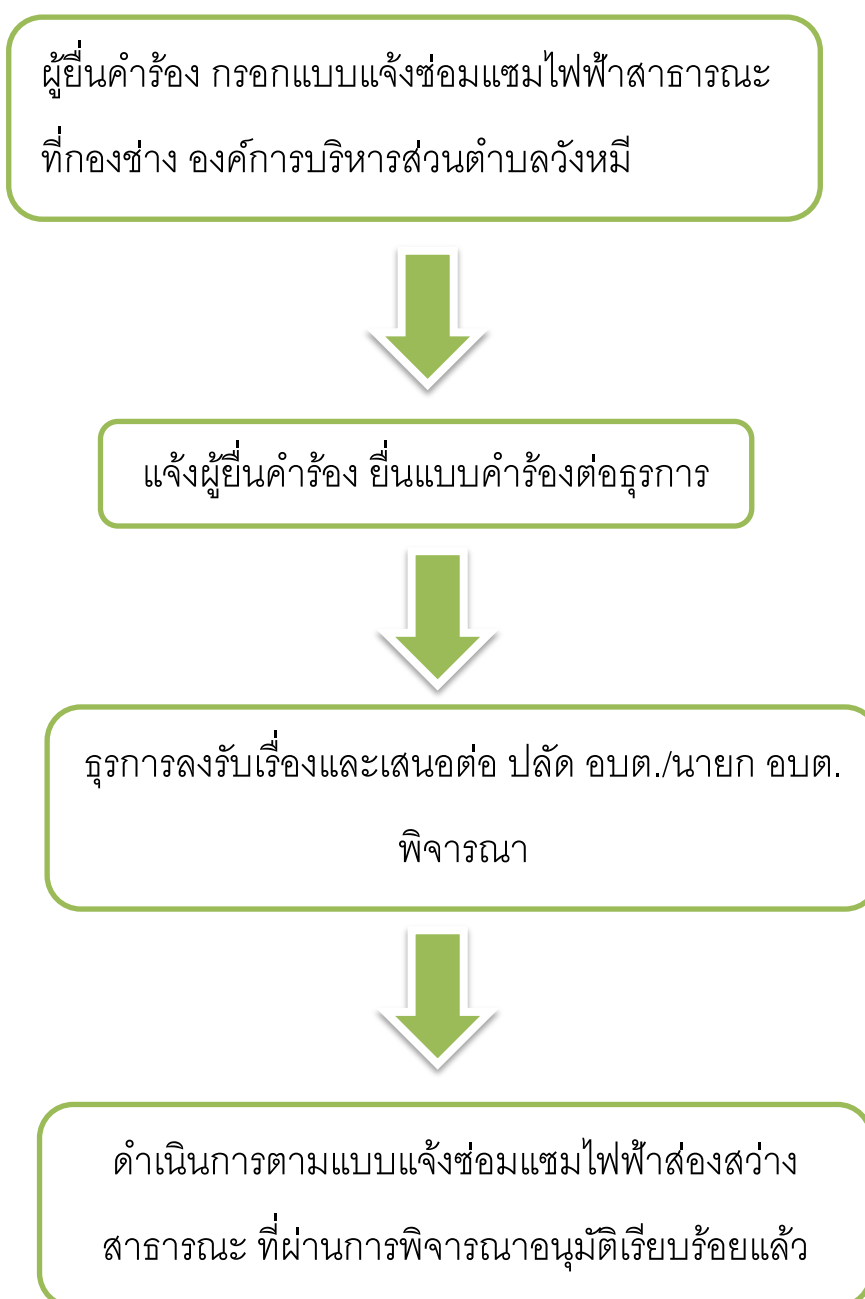 ผู้ยื่นคำร้อง กรอกแบบแจ้งซ่อมแซมไฟฟ้าสาธารณะ
ที่กองช่าง องค์การบริหารส่วนตำบลวังหมี
แจ้งผู้ยื่นคำร้อง ยื่นแบบคำร้องต่อธุรการ
ธุรการลงรับเรื่องและเสนอต่อ ปลัด อบต./นายก อบต.
พิจารณา
ดำเนินการตามแบบแจ้งซ่อมแซมไฟฟ้าส่องสว่าง
สาธารณะ ที่ผ่านการพิจารณาอนุมัติเรียบร้อยแล้ว